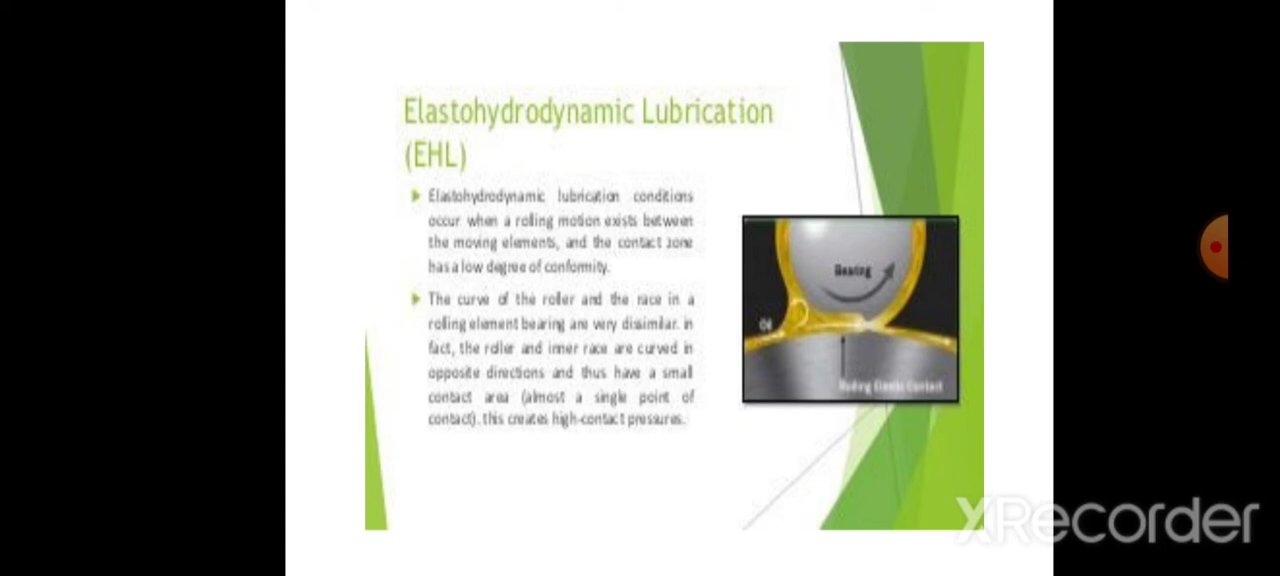 Elastohydrodynamic Lubrication
(EHL)
Elastohydrodynamic lubrication conditions
occur when a rolling motion exists between
the moving elements, and the contact zone
has a low degree of conformity.
The curve of the roller and the race in a
rolling element bearing are very dissimilar. in
fact, the roller and inner race are curved in
opposite directions and thus have a small
contact area (almost a single point of
contact). this creates high-contact pressures.
Bearing
Oil
Rolling Elastic Contact
XRecorder